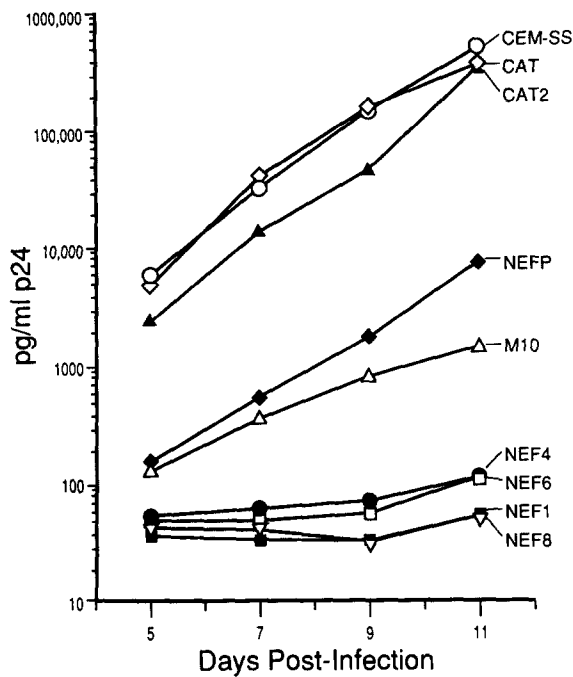 1000,000
100,000
10,000
1000
100
10
pg/ml p24
CEM-SS
CAT
CAT2
NEFP
M10
NEF4
NEF6
NEF1
NEF8
5 7 9 11
Days Post-Infection